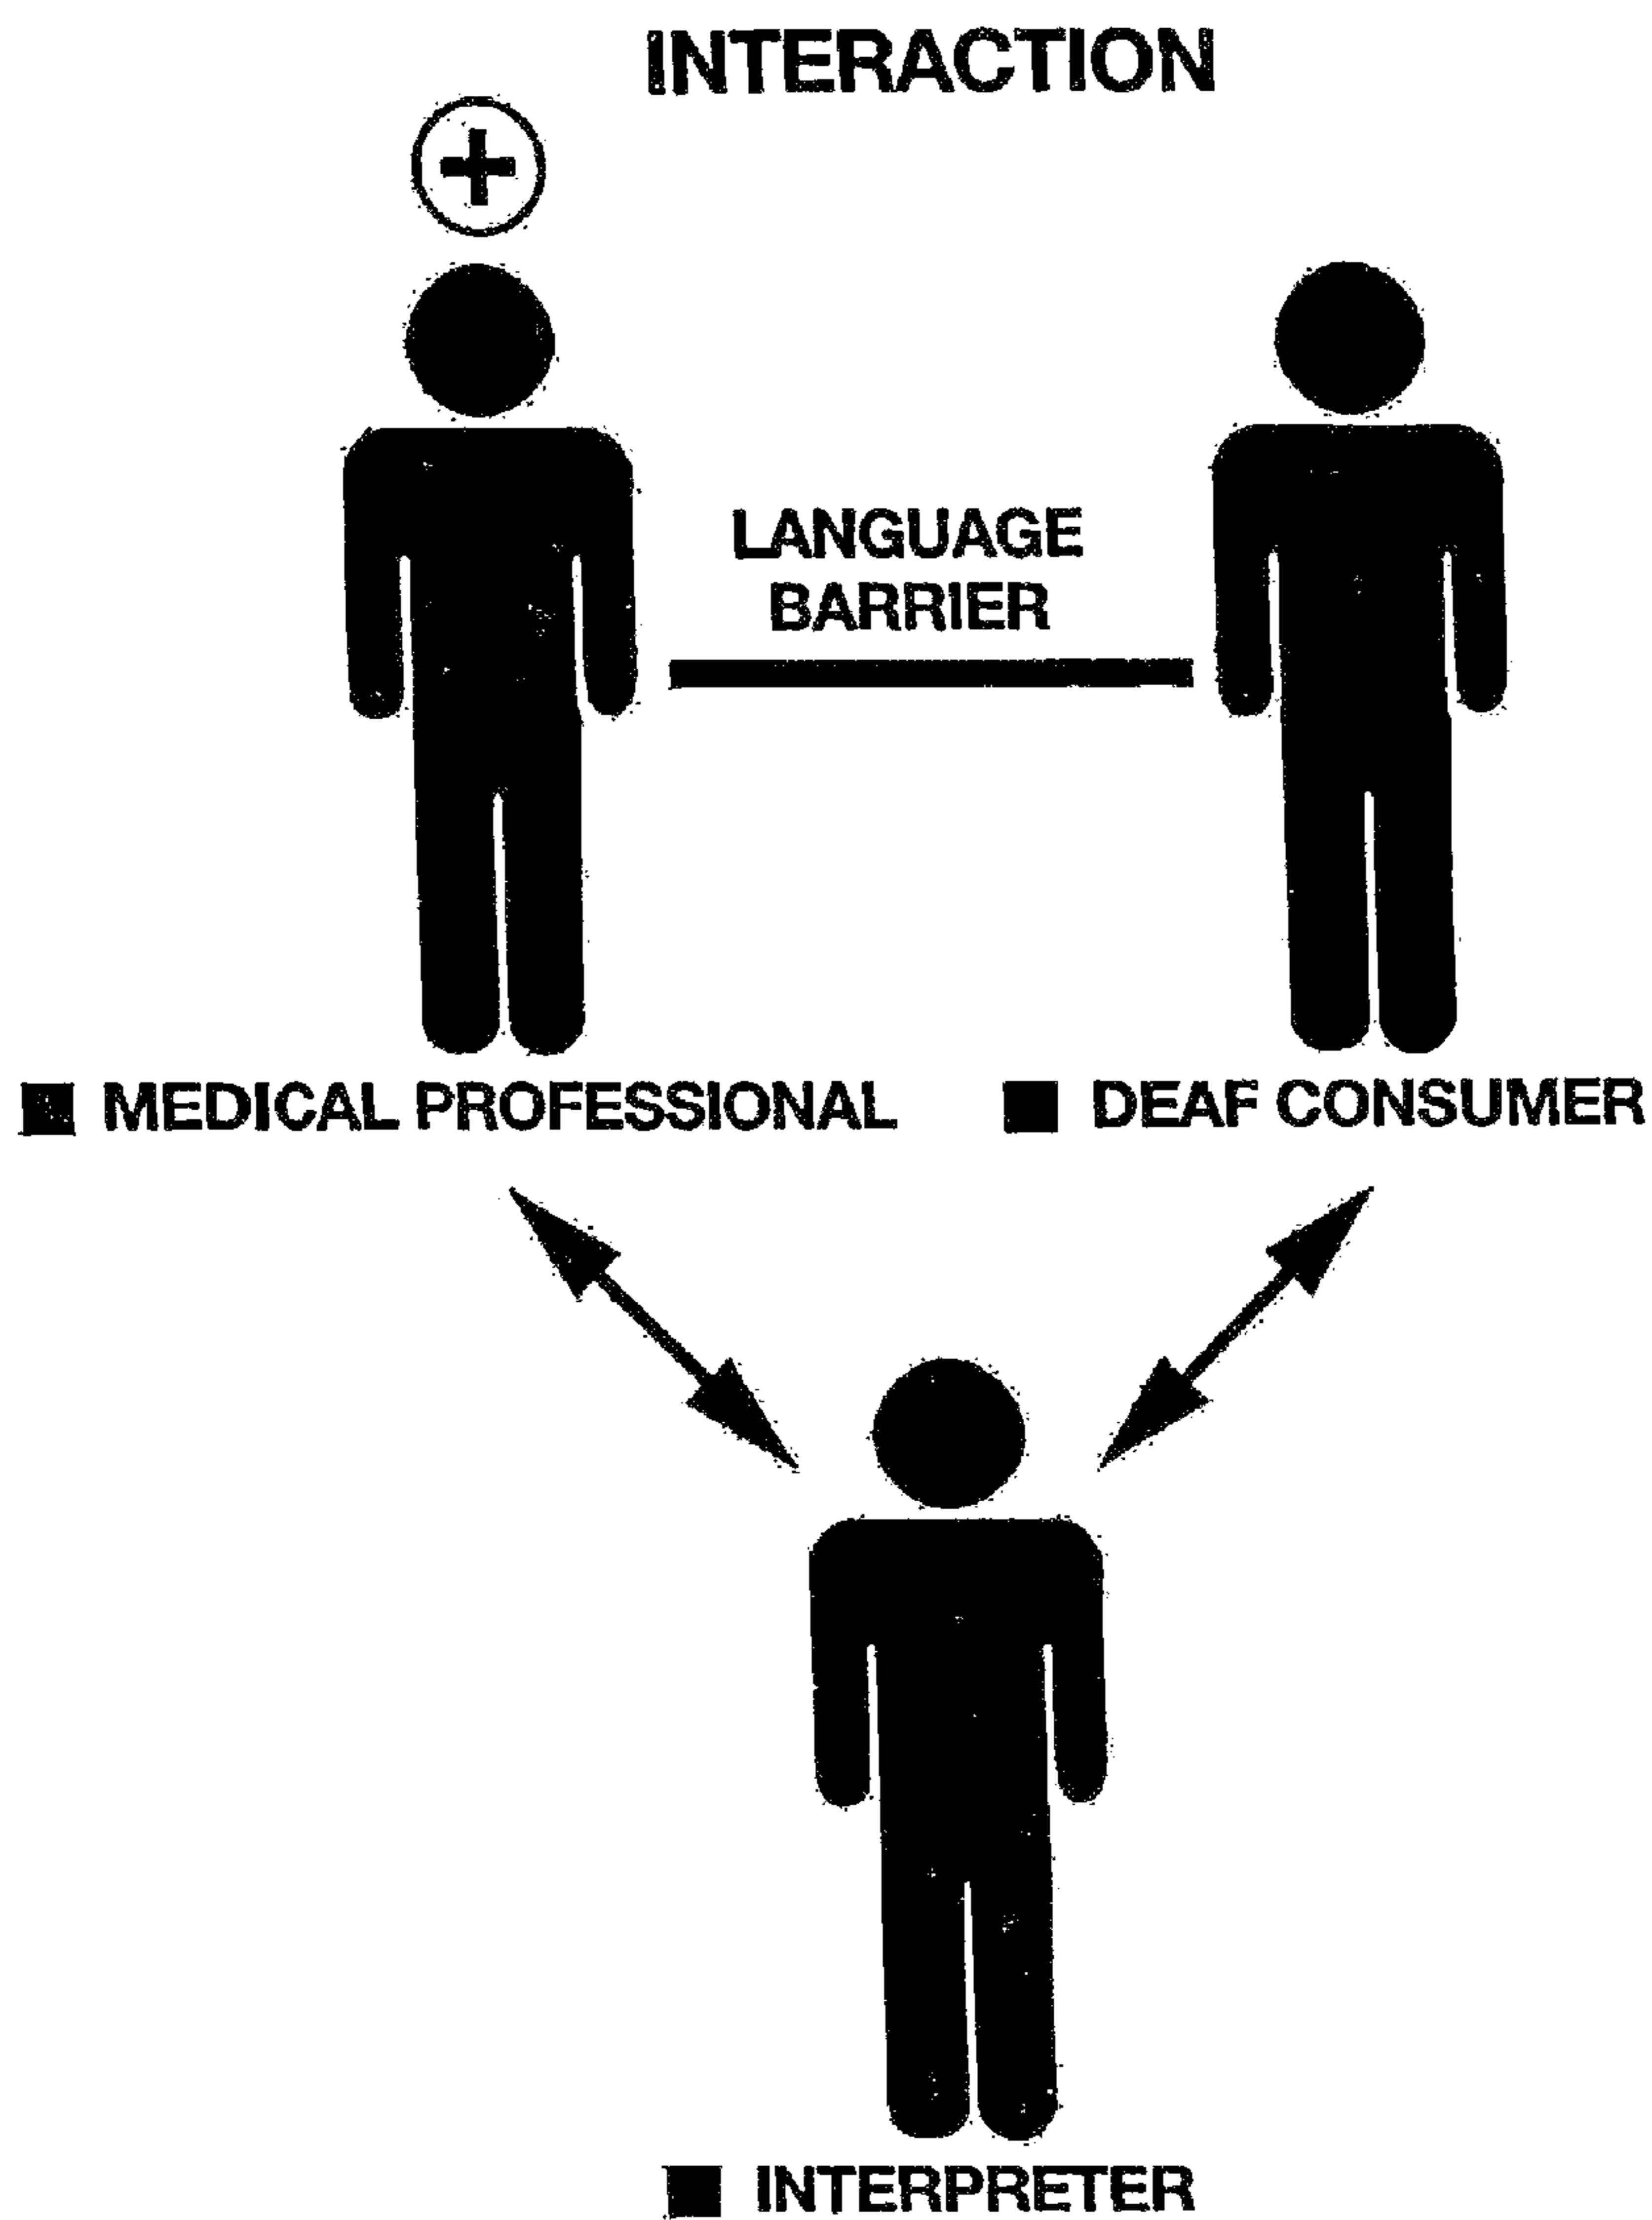 INTERACTION
LANGUAGE
BARRIER
MEDICAL PROFESSIONAL
DEAF CONSUMER
INTERPRETER